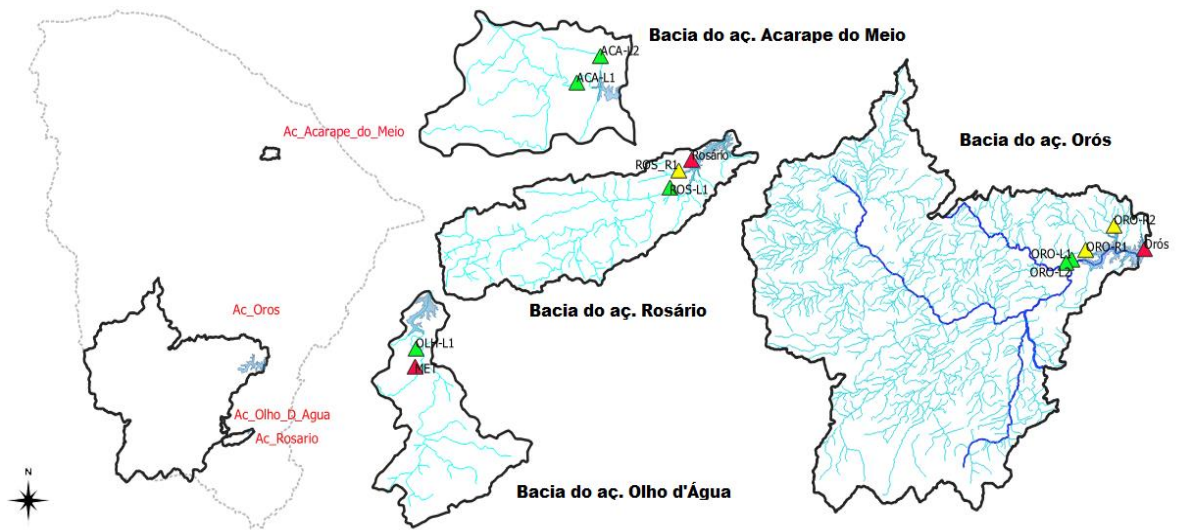 Bacia do aç. Acarape do Meio
ACA-L2
ACA-L1
Ac_Acarape_do_Meio
Bacia do aç. Orós
Rosário
ROS_R1
ROS-L1
ORO-R2
ORO-R1
Orós
ORO-L1
ORO-L2
Bacia do aç. Rosário
Ac_Oros
OLH-L1
MET
Ac_Olho_D_Agua
Ac_Rosario
N
Bacia do aç. Olho d'Água